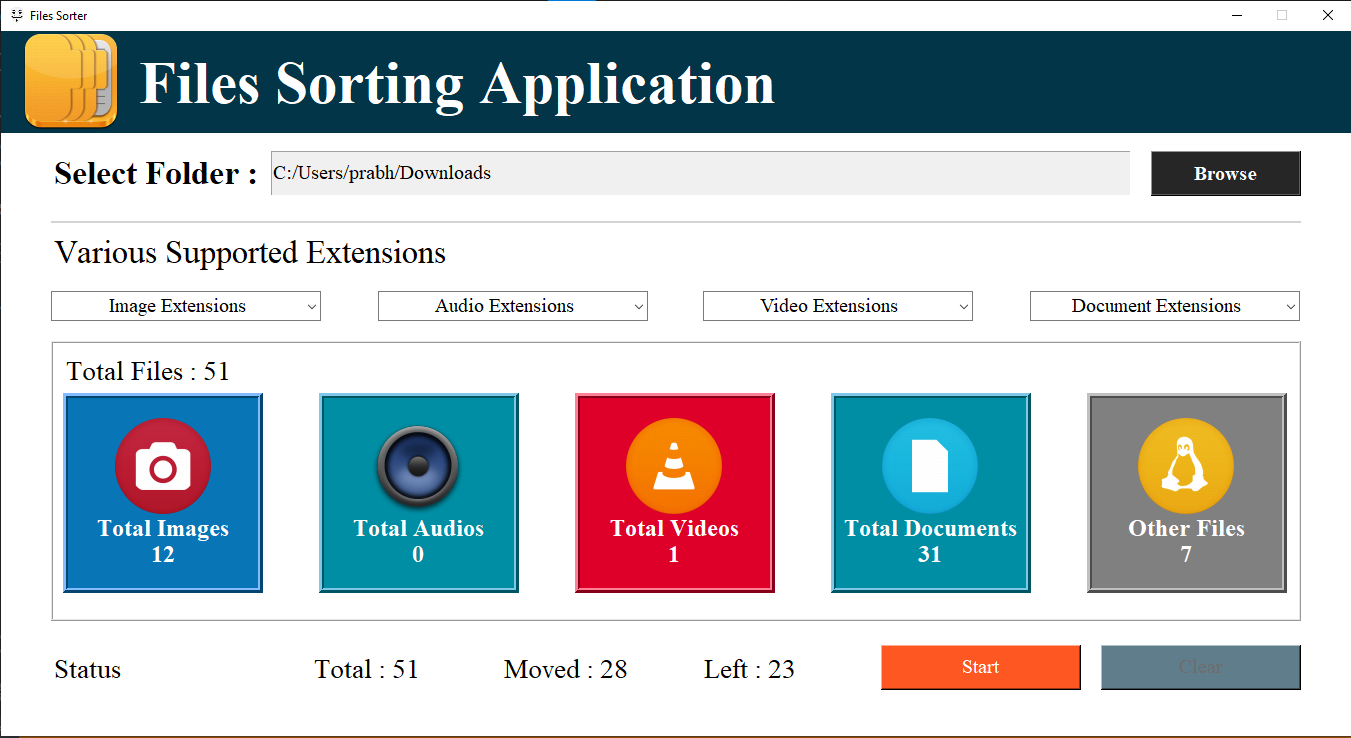 Files Sorter
Files Sorting Application
Select Folder : C:/Users/prabh/Downloads Browse
Various Supported Extensions
Image Extensions Audio Extensions Video Extensions Document Extensions
Total Files : 51
Total Images Total Audios Total Videos Total Documents Other Files
12 0 1 31 7
Status Total : 51 Moved : 28 Left : 23 Start Clear